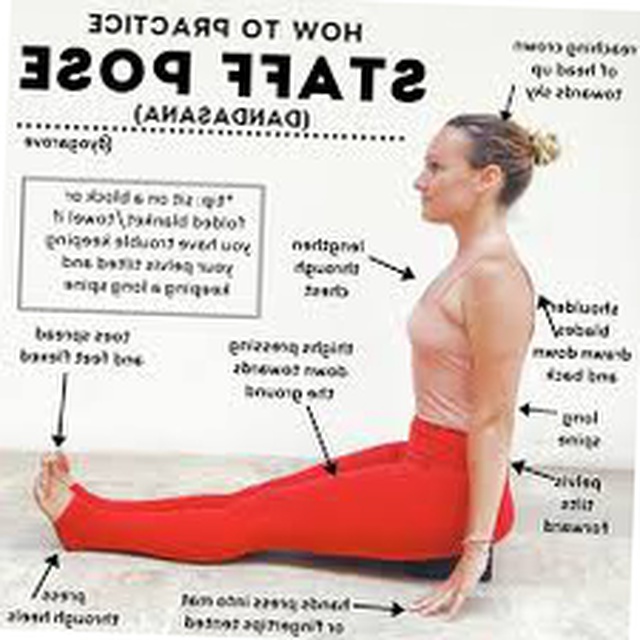 HOW TO PRACTICE
STAFF POSE
(DANDASANA)
@yogarove
*tip: sit on a block or
folded blanket/towel if
you have trouble keeping
your pelvis tilted and
keeping a long spine
reaching crown
of head up
towards sky
lengthen
through
chest
shoulder
blades
drawn down
and back
toes spread
and feet flexed
thighs pressing
down towards
the ground
long
spine
pelvis
tilts
forward
press
through heels
hands press into mat
or fingertips tented